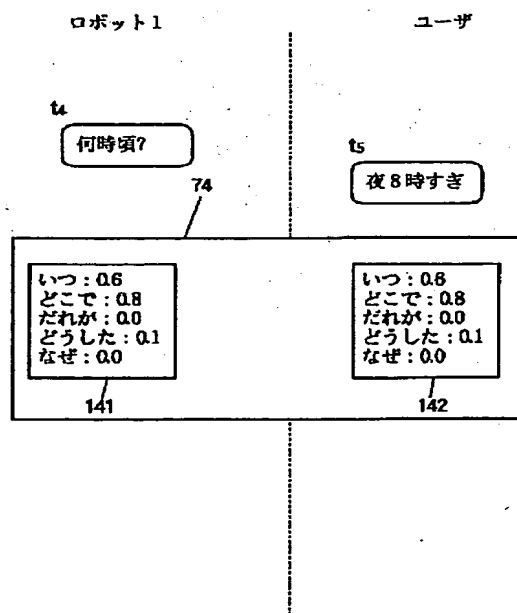 ロボット1
ユーザ
t4
何時頃?
t5
夜8時すぎ
74
いつ:0.6
どこで:0.8
だれが:0.0
どうした:0.1
なぜ:0.0
141
いつ:0.6
どこで:0.8
だれが:0.0
どうした:0.1
なぜ:0.0
142